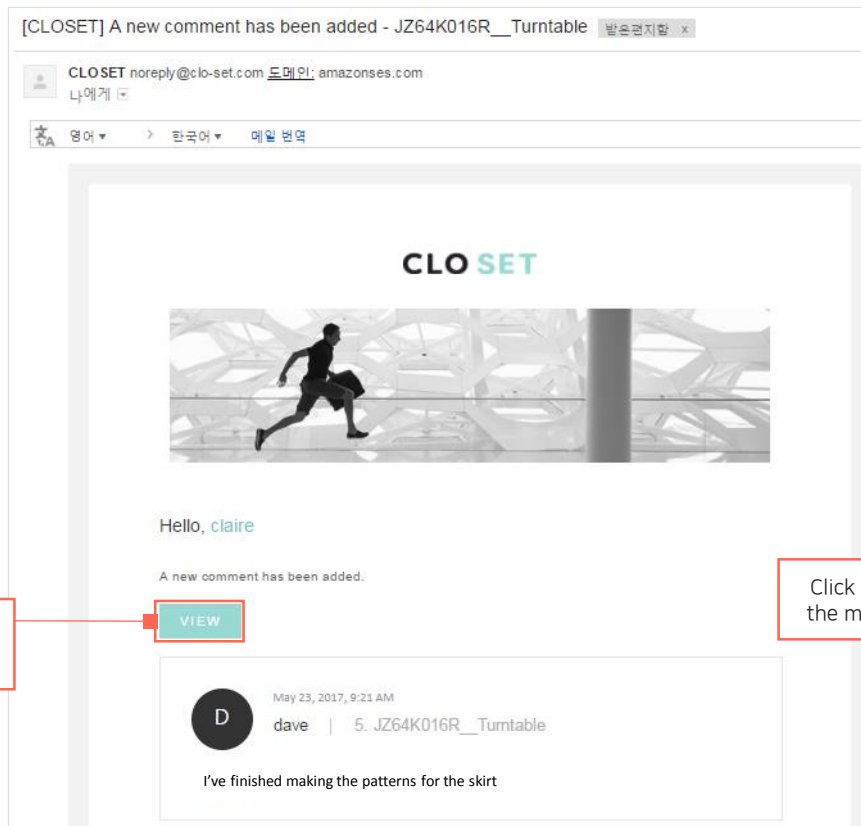 [CLOSET] A new comment has been added - JZ64K016R__Turntable 받은편지함 x
CLOSET noreply@clo-set.com 도메인: amazonses.com
나에게
영어 > 한국어 메일 번역
CLO SET
Hello, claire
A new comment has been added.
Click
the m
VIEW
May 23, 2017, 9:21 AM
D
dave | 5. JZ64K016R__Turntable
I've finished making the patterns for the skirt